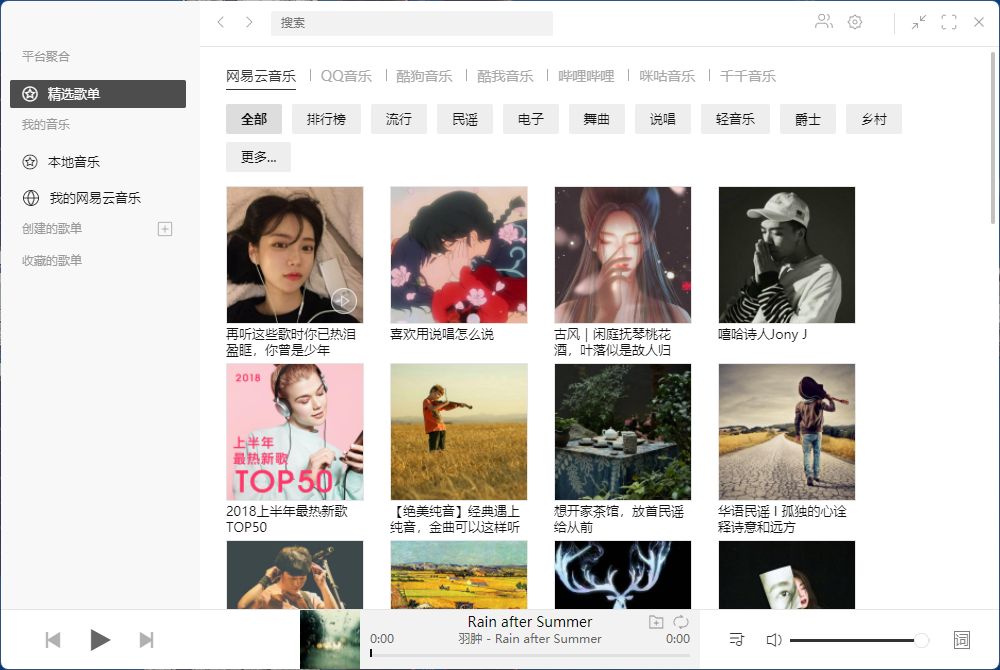 搜索
平台聚合
精选歌单
我的音乐
本地音乐
我的网易云音乐
创建的歌单
收藏的歌单
网易云音乐 QQ音乐 酷狗音乐 酷我音乐 哔哩哔哩 咪咕音乐 千千音乐
全部 排行榜 流行 民谣 电子 舞曲 说唱 轻音乐 爵士 乡村
更多...
再听这些歌时你已热泪
盈眶，你曾是少年
喜欢用说唱怎么说
古风 | 闲庭抚琴桃花
酒，叶落似是故人归
嘻哈诗人Jony J
2018
上半年
最热新歌
TOP50
2018上半年最热新歌
TOP50
【绝美纯音】经典遇上
纯音，金曲可以这样听
想开家茶馆，放首民谣
给从前
华语民谣 I 孤独的心诠
释诗意和远方
Rain after Summer
0:00 羽肿 - Rain after Summer 0:00
词